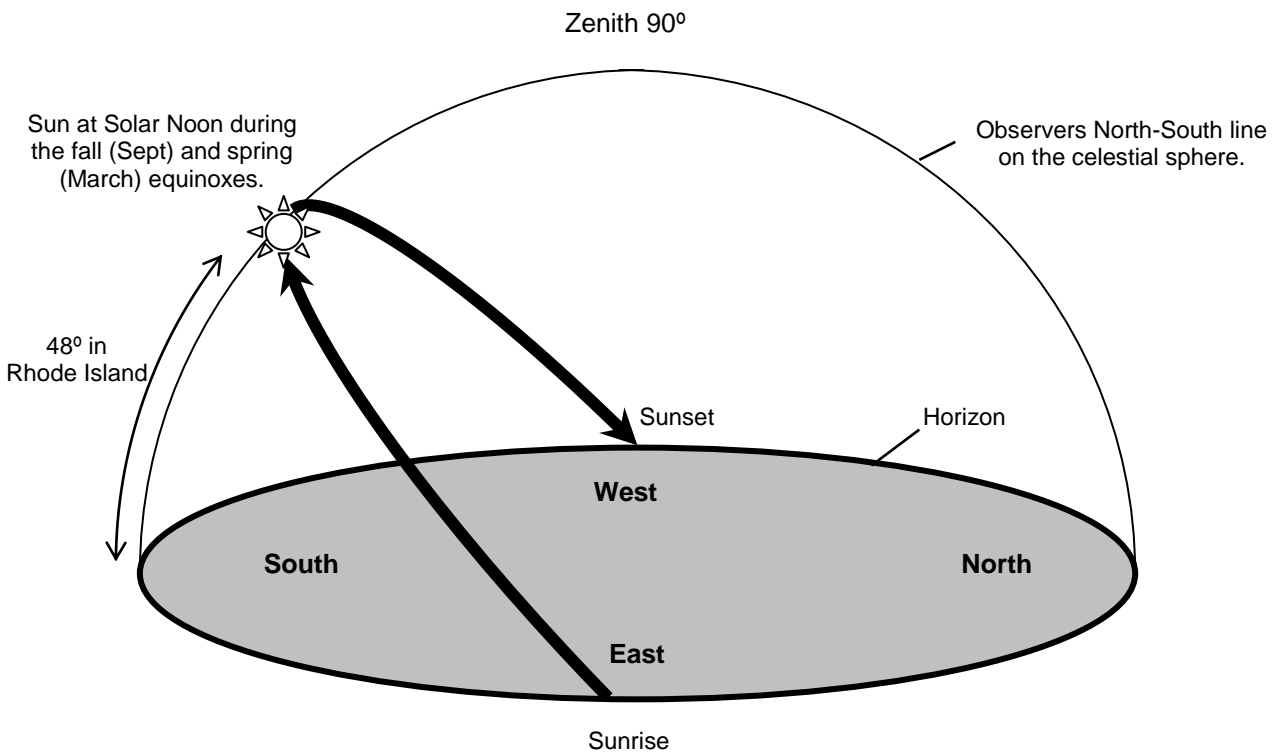 Zenith 90º
Sun at Solar Noon during
the fall (Sept) and spring
(March) equinoxes.
Observers North-South line
on the celestial sphere.
48º in
Rhode Island
Sunset
Horizon
West
South
North
East
Sunrise